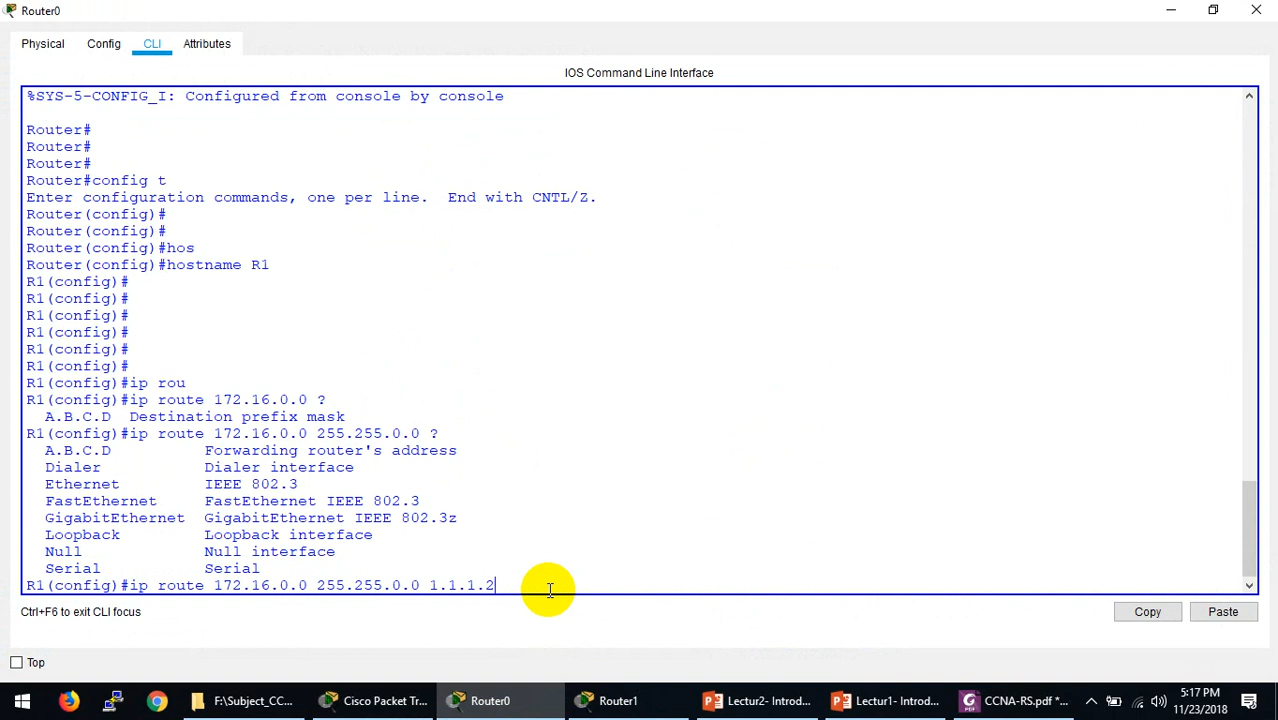 Router0
Physical Config CLI Attributes
IOS Command Line Interface
%SYS-5-CONFIG_I: Configured from console by console
Router#
Router#
Router#
Router#config t
Enter configuration commands, one per line.  End with CNTL/Z.
Router(config)#
Router(config)#
Router(config)#hos
Router(config)#hostname R1
R1(config)#
R1(config)#
R1(config)#
R1(config)#
R1(config)#
R1(config)#
R1(config)#ip rou
R1(config)#ip route 172.16.0.0 ?
A.B.C.D  Destination prefix mask
R1(config)#ip route 172.16.0.0 255.255.0.0 ?
A.B.C.D          Forwarding router's address
Dialer           Dialer interface
Ethernet         IEEE 802.3
FastEthernet     FastEthernet IEEE 802.3
GigabitEthernet  GigabitEthernet IEEE 802.3z
Loopback         Loopback interface
Null             Null interface
Serial           Serial
R1(config)#ip route 172.16.0.0 255.255.0.0 1.1.1.2
Ctrl+F6 to exit CLI focus
Copy Paste
Top
F:\Subject_CC... Cisco Packet Tr... Router0 Router1 Lectur2- Introd... Lectur1- Introd... CCNA-RS.pdf *... 5:17 PM
11/23/2018